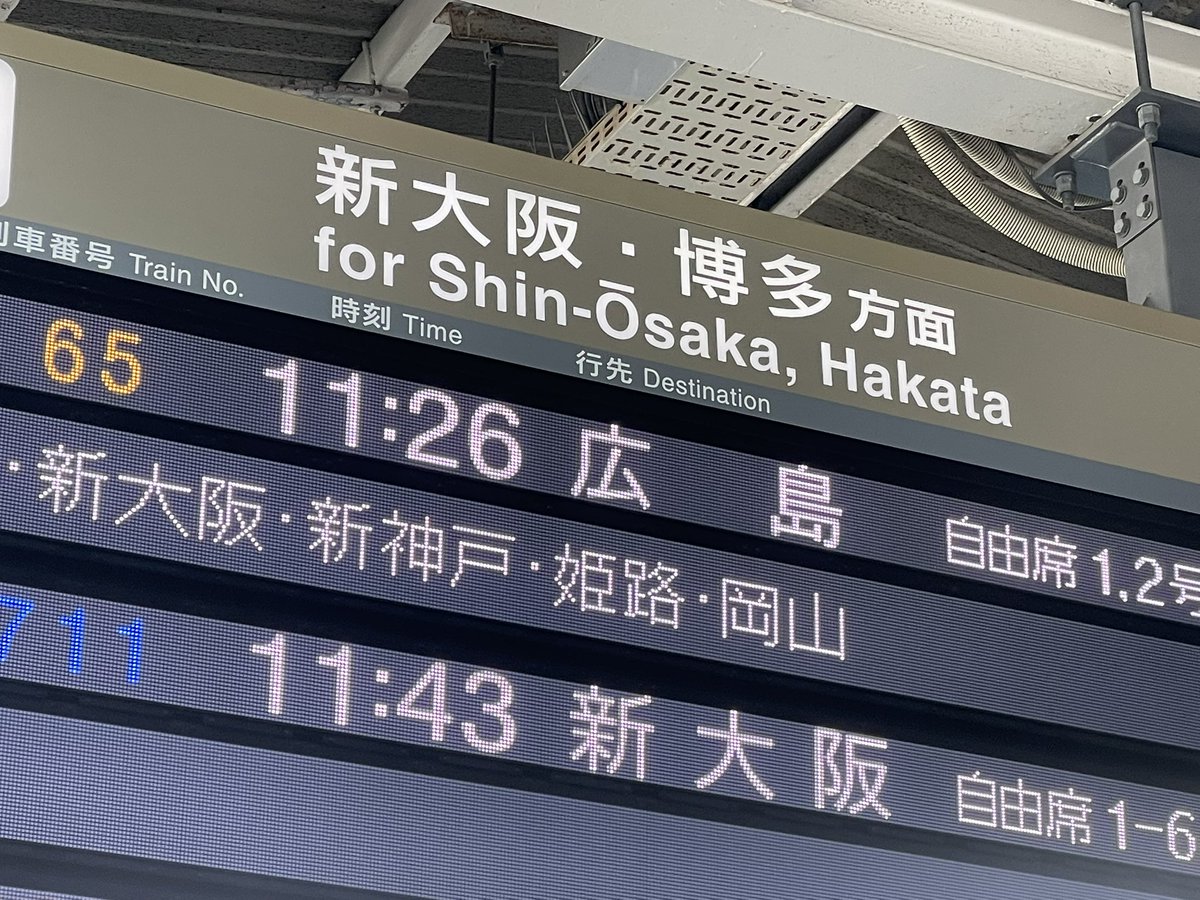 新大阪・博多方面
for Shin-Ōsaka, Hakata
列車番号 Train No. 時刻 Time 行先 Destination
65 11:26 広島 自由席 1,2号
・新大阪・新神戸・姫路・岡山
711 11:43 新大阪 自由席 1-6